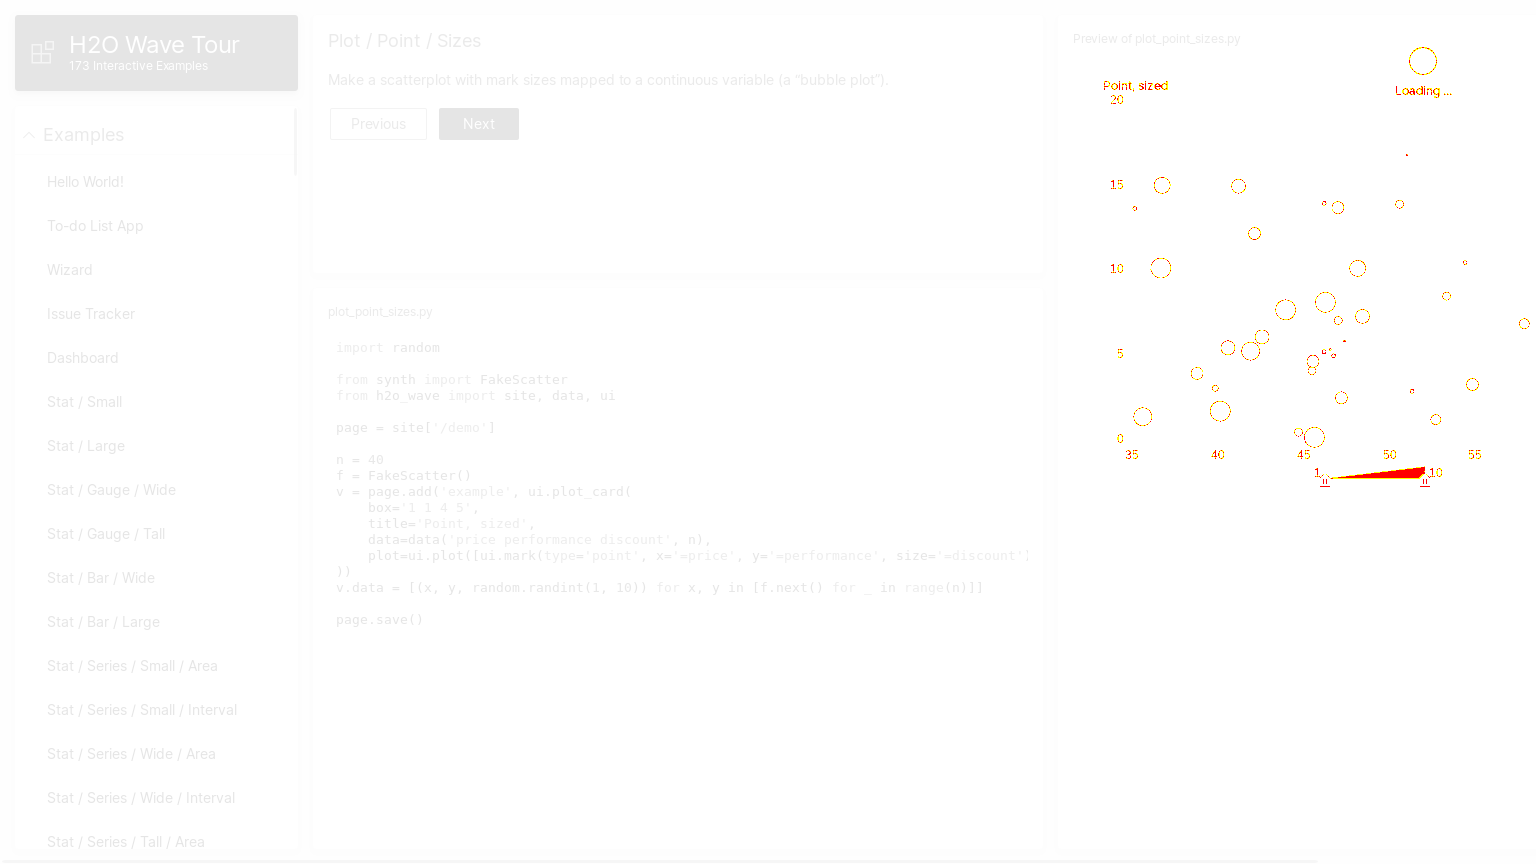 H2O Wave Tour
173 Interactive Examples
Examples
Hello World!
To-do List App
Wizard
Issue Tracker
Dashboard
Stat / Small
Stat / Large
Stat / Gauge / Wide
Stat / Gauge / Tall
Stat / Bar / Wide
Stat / Bar / Large
Stat / Series / Small / Area
Stat / Series / Small / Interval
Stat / Series / Wide / Area
Stat / Series / Wide / Interval
Stat / Series / Tall / Area
Plot / Point / Sizes
Make a scatterplot with mark sizes mapped to a continuous variable (a “bubble plot”).
Previous
Next
plot_point_sizes.py
import random
from synth import FakeScatter
from h2o_wave import site, data, ui
page = site['/demo']
n = 40
f = FakeScatter()
v = page.add('example', ui.plot_card(
box='1 1 4 5',
title='Point, sized',
data=data('price performance discount', n),
plot=ui.plot([ui.mark(type='point', x='=price', y='=performance', size='=discount')
))
v.data = [(x, y, random.randint(1, 10)) for x, y in [f.next() for _ in range(n)]]
page.save()
Preview of plot_point_sizes.py
Loading ...
Point, sized
20
15
10
5
0
35 40 45 50 55
1 10